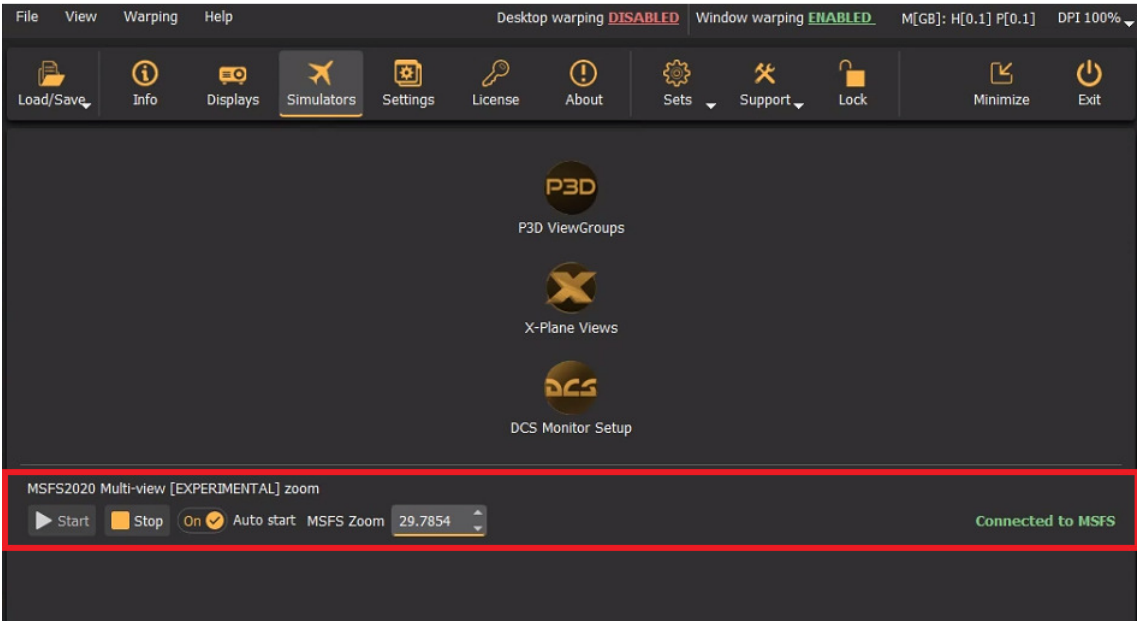 File View Warping Help Desktop warping DISABLED Window warping ENABLED M[GB]: H[0.1] P[0.1] DPI 100%
Load/Save Info Displays Simulators Settings License About Sets Support Lock Minimize Exit
P3D
P3D ViewGroups
X
X-Plane Views
DCS
DCS Monitor Setup
MSFS2020 Multi-view [EXPERIMENTAL] zoom
Start Stop On Auto start MSFS Zoom 29.7854 Connected to MSFS